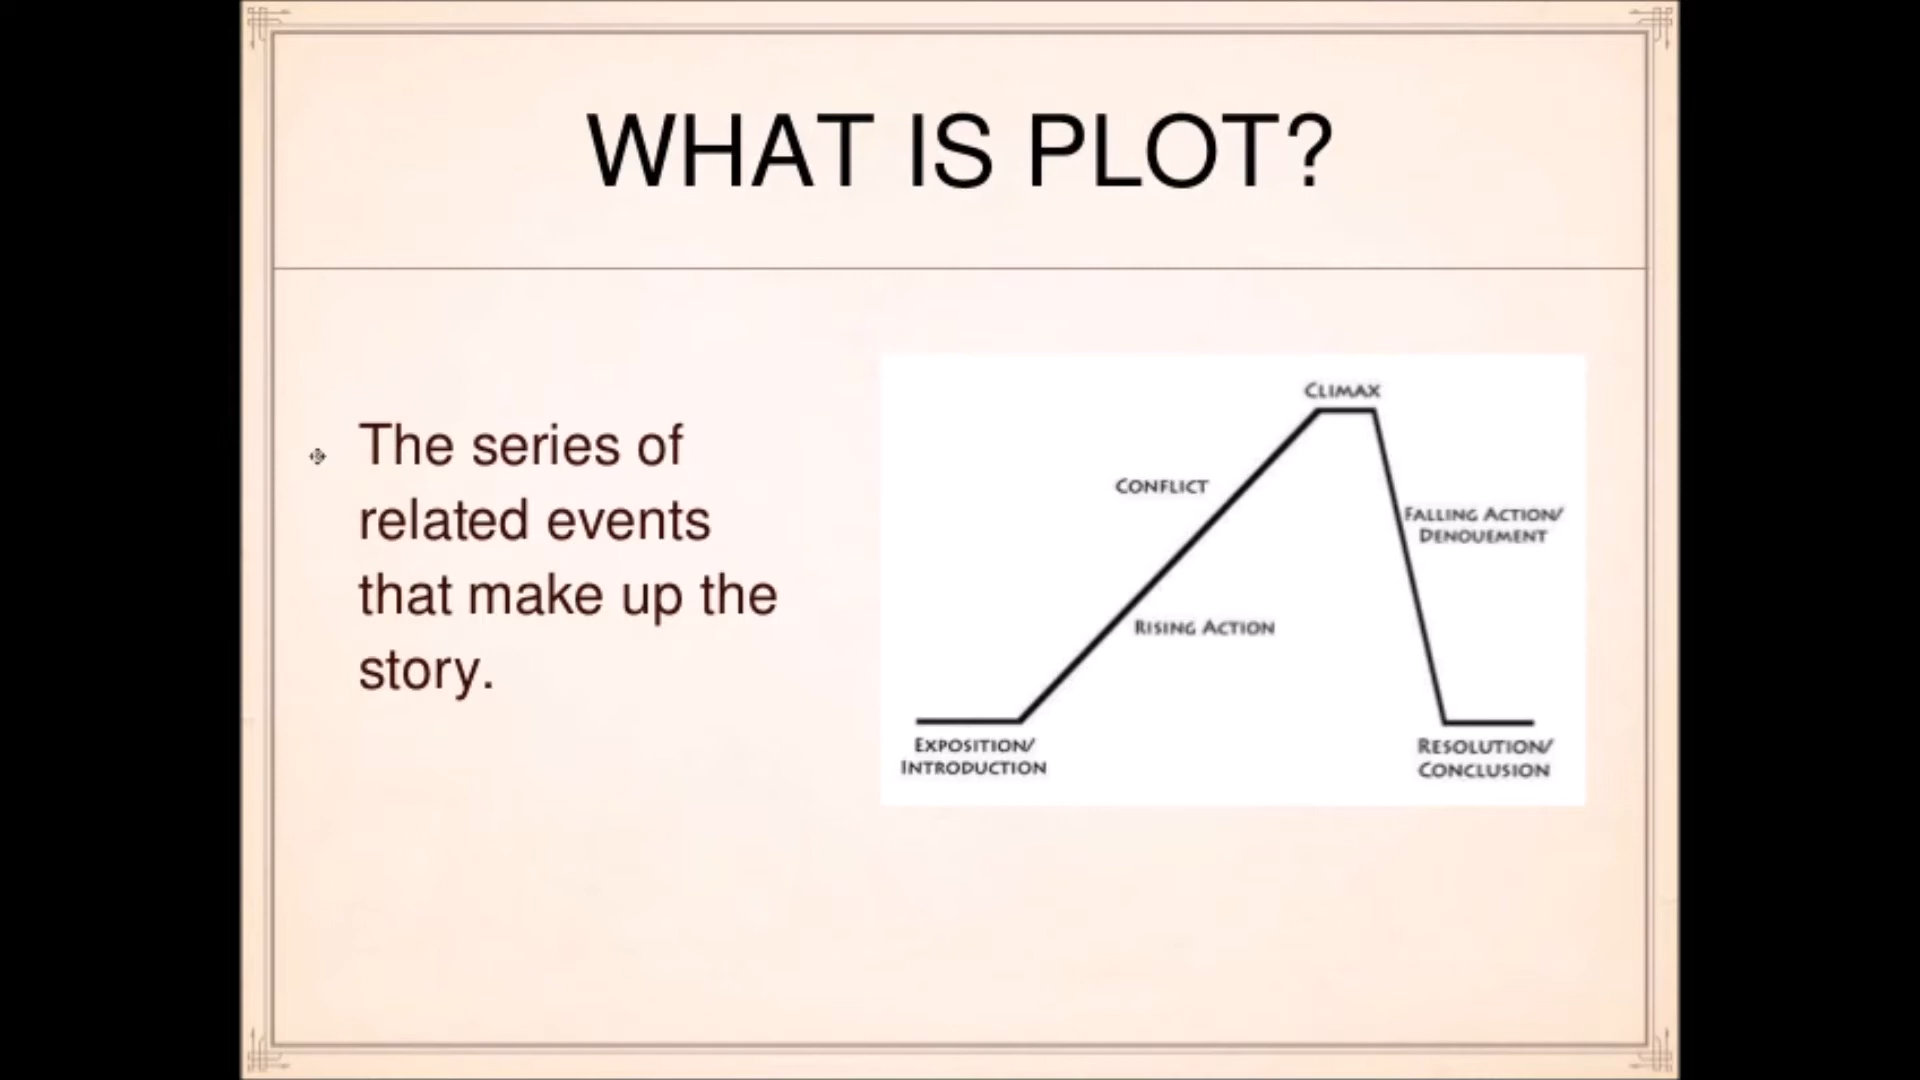 WHAT IS PLOT?
The series of
related events
that make up the
story.
CLIMAX
CONFLICT
FALLING ACTION/
DENOUEMENT
RISING ACTION
EXPOSITION/
INTRODUCTION
RESOLUTION/
CONCLUSION